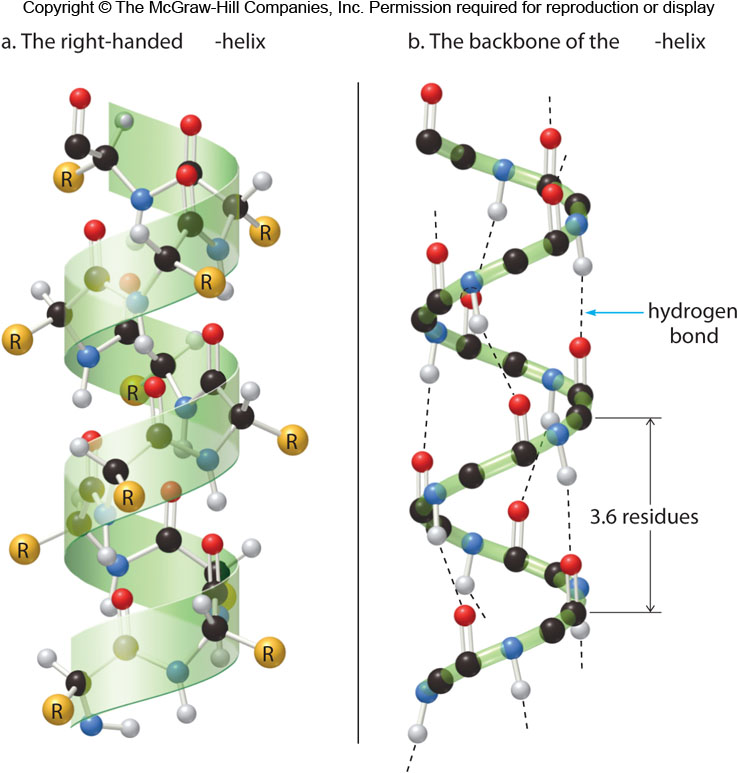 Copyright © The McGraw-Hill Companies, Inc. Permission required for reproduction or display
a. The right-handed -helix
b. The backbone of the -helix
R
R
R
R
R
R
R
R
R
R
hydrogen
bond
3.6 residues